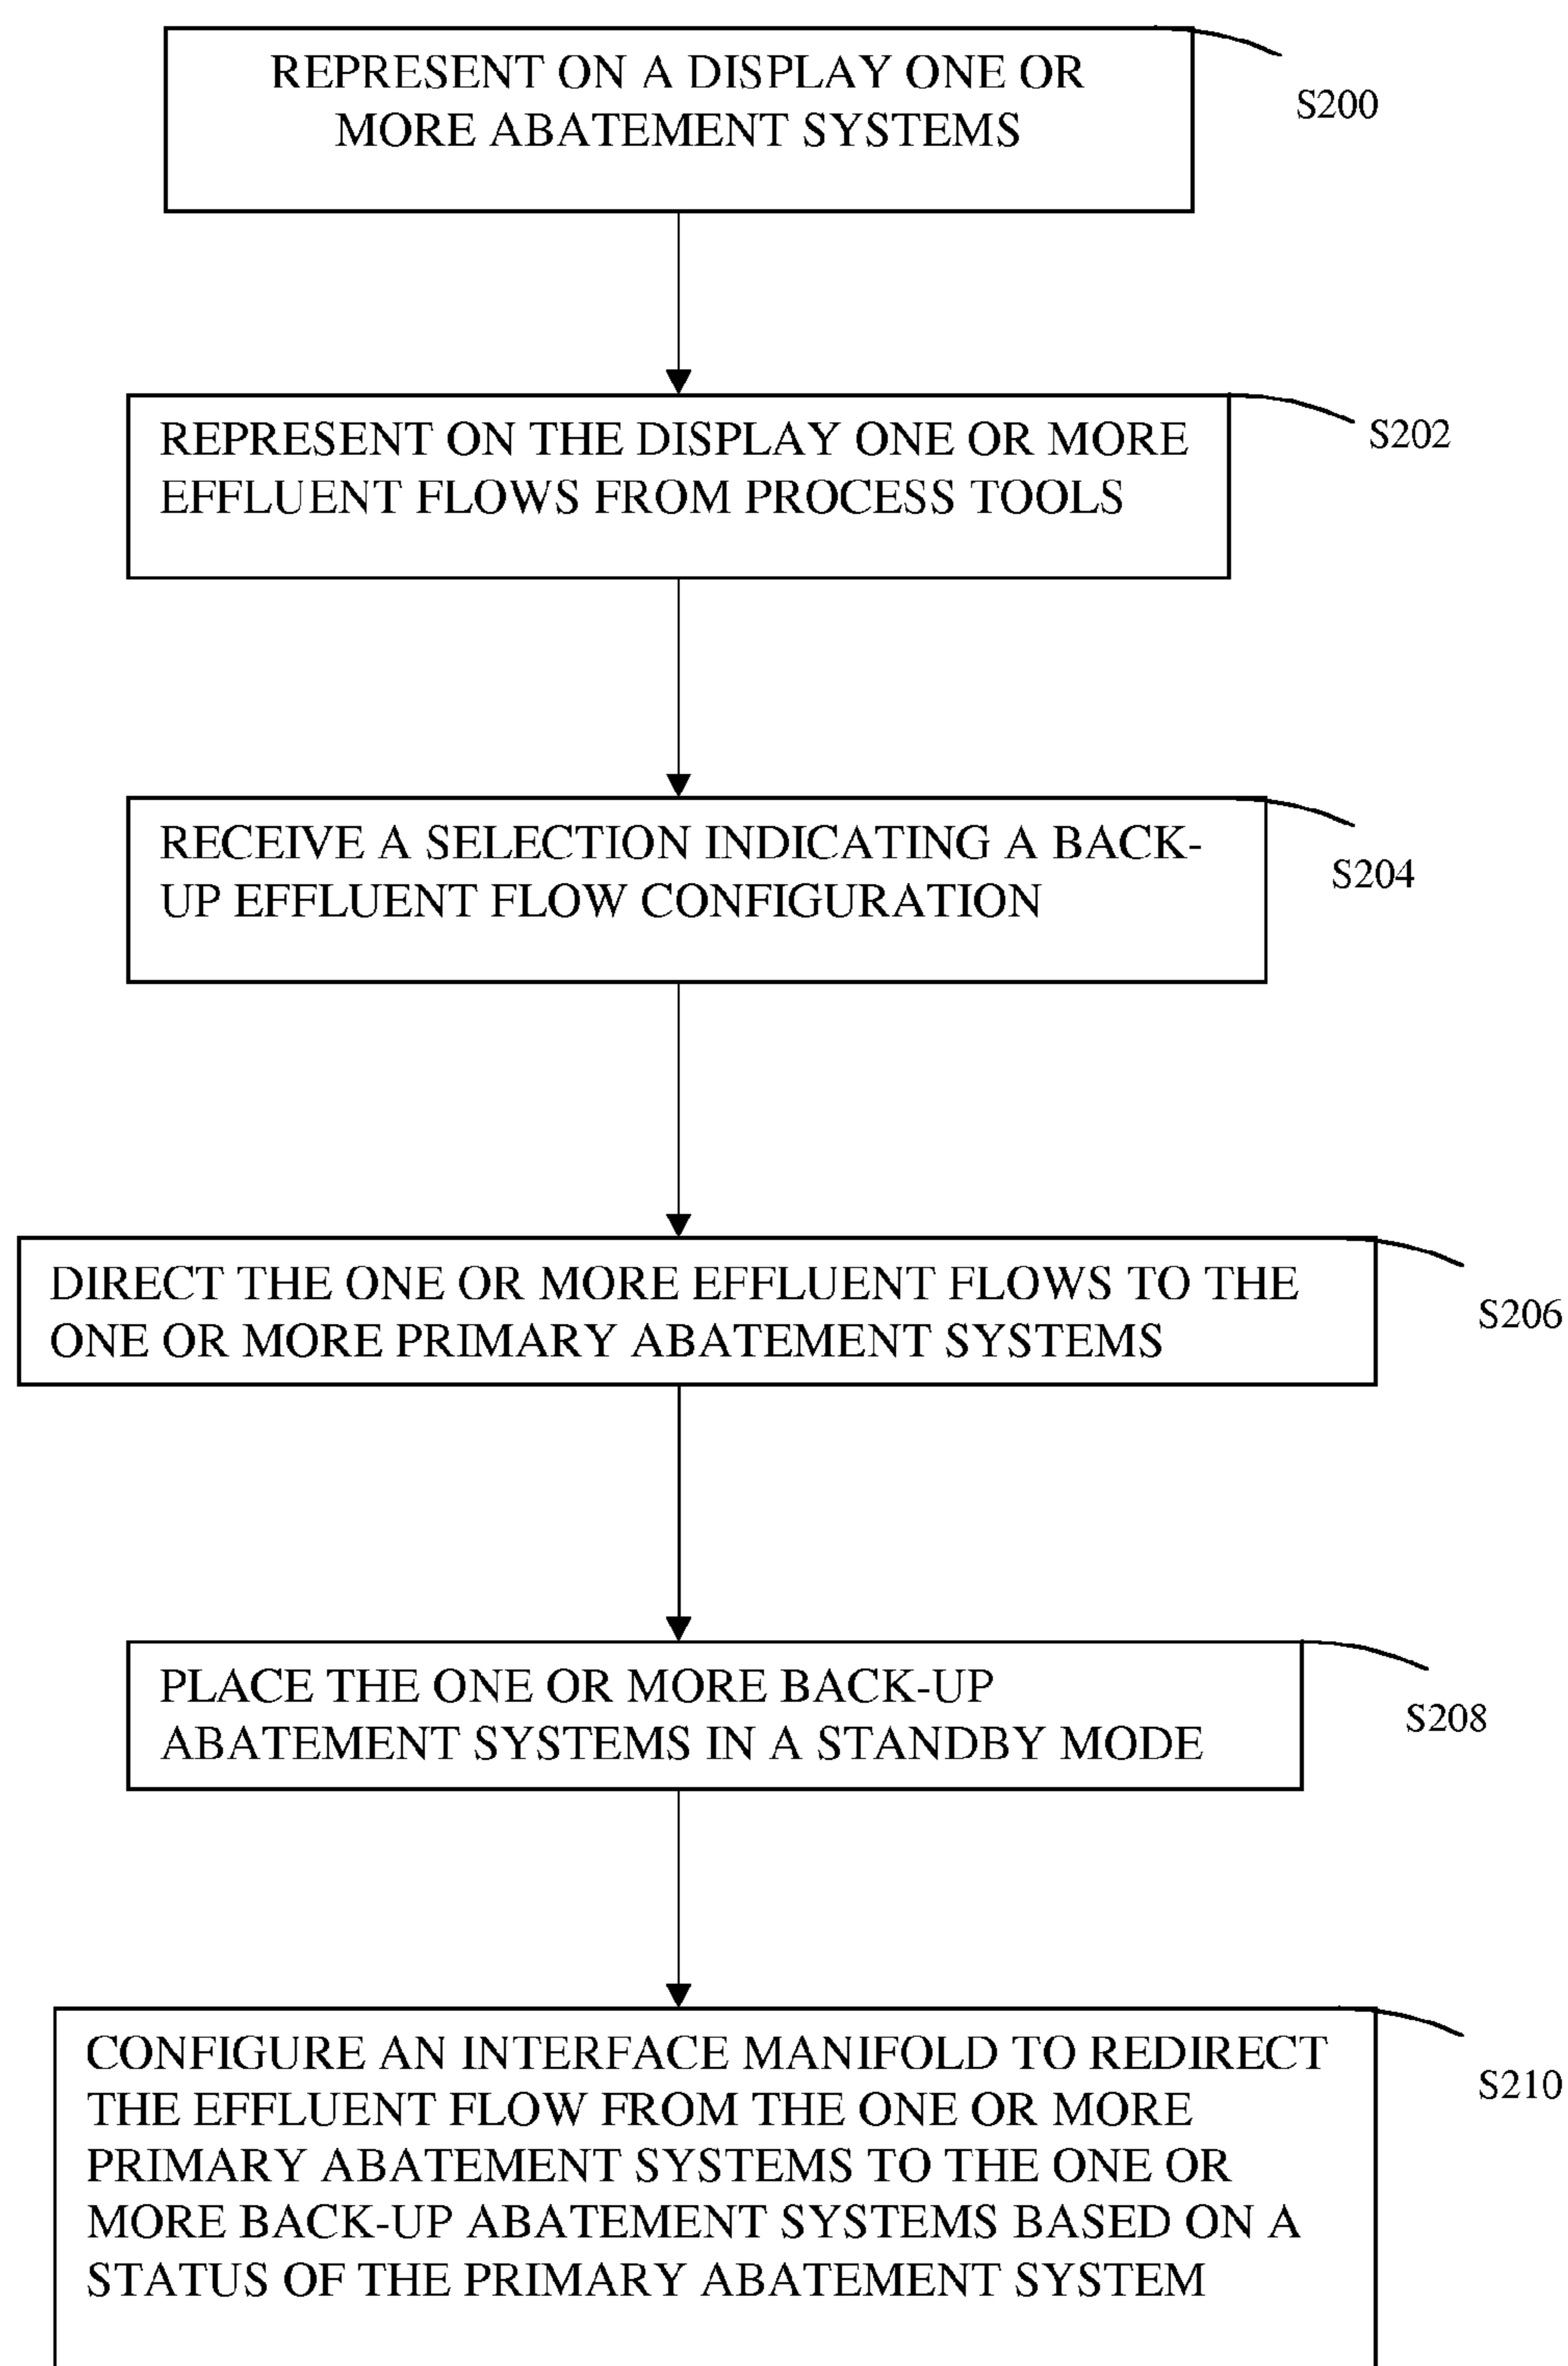 REPRESENT ON A DISPLAY ONE OR
MORE ABATEMENT SYSTEMS
S200
REPRESENT ON THE DISPLAY ONE OR MORE
EFFLUENT FLOWS FROM PROCESS TOOLS
S202
RECEIVE A SELECTION INDICATING A BACK-
UP EFFLUENT FLOW CONFIGURATION
S204
DIRECT THE ONE OR MORE EFFLUENT FLOWS TO THE
ONE OR MORE PRIMARY ABATEMENT SYSTEMS
S206
PLACE THE ONE OR MORE BACK-UP
ABATEMENT SYSTEMS IN A STANDBY MODE
S208
CONFIGURE AN INTERFACE MANIFOLD TO REDIRECT
THE EFFLUENT FLOW FROM THE ONE OR MORE
PRIMARY ABATEMENT SYSTEMS TO THE ONE OR
MORE BACK-UP ABATEMENT SYSTEMS BASED ON A
STATUS OF THE PRIMARY ABATEMENT SYSTEM
S210